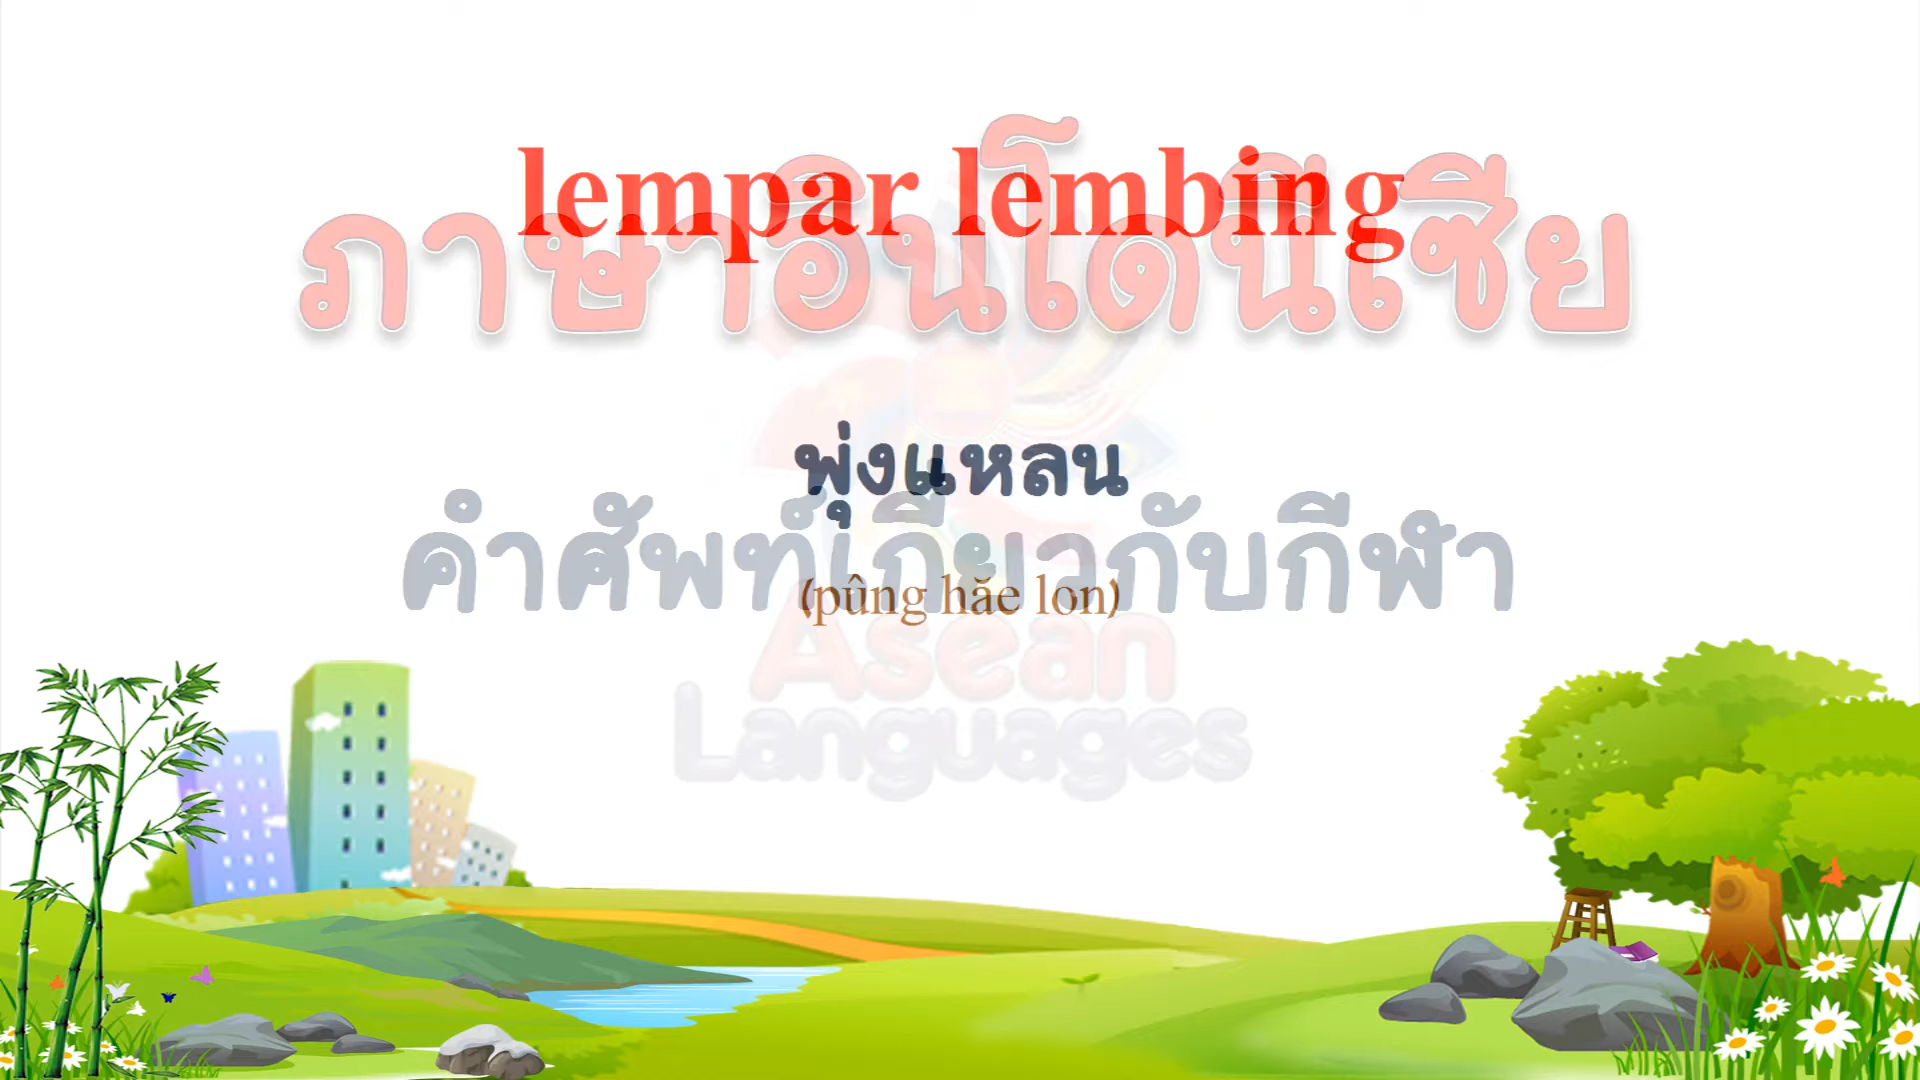 lempar lembing
ภาษาอินโดนีเซีย
พุ่งแหลน
คำศัพท์เกี่ยวกับกีฬา
(pûng hăe lon)
Asean
Languages